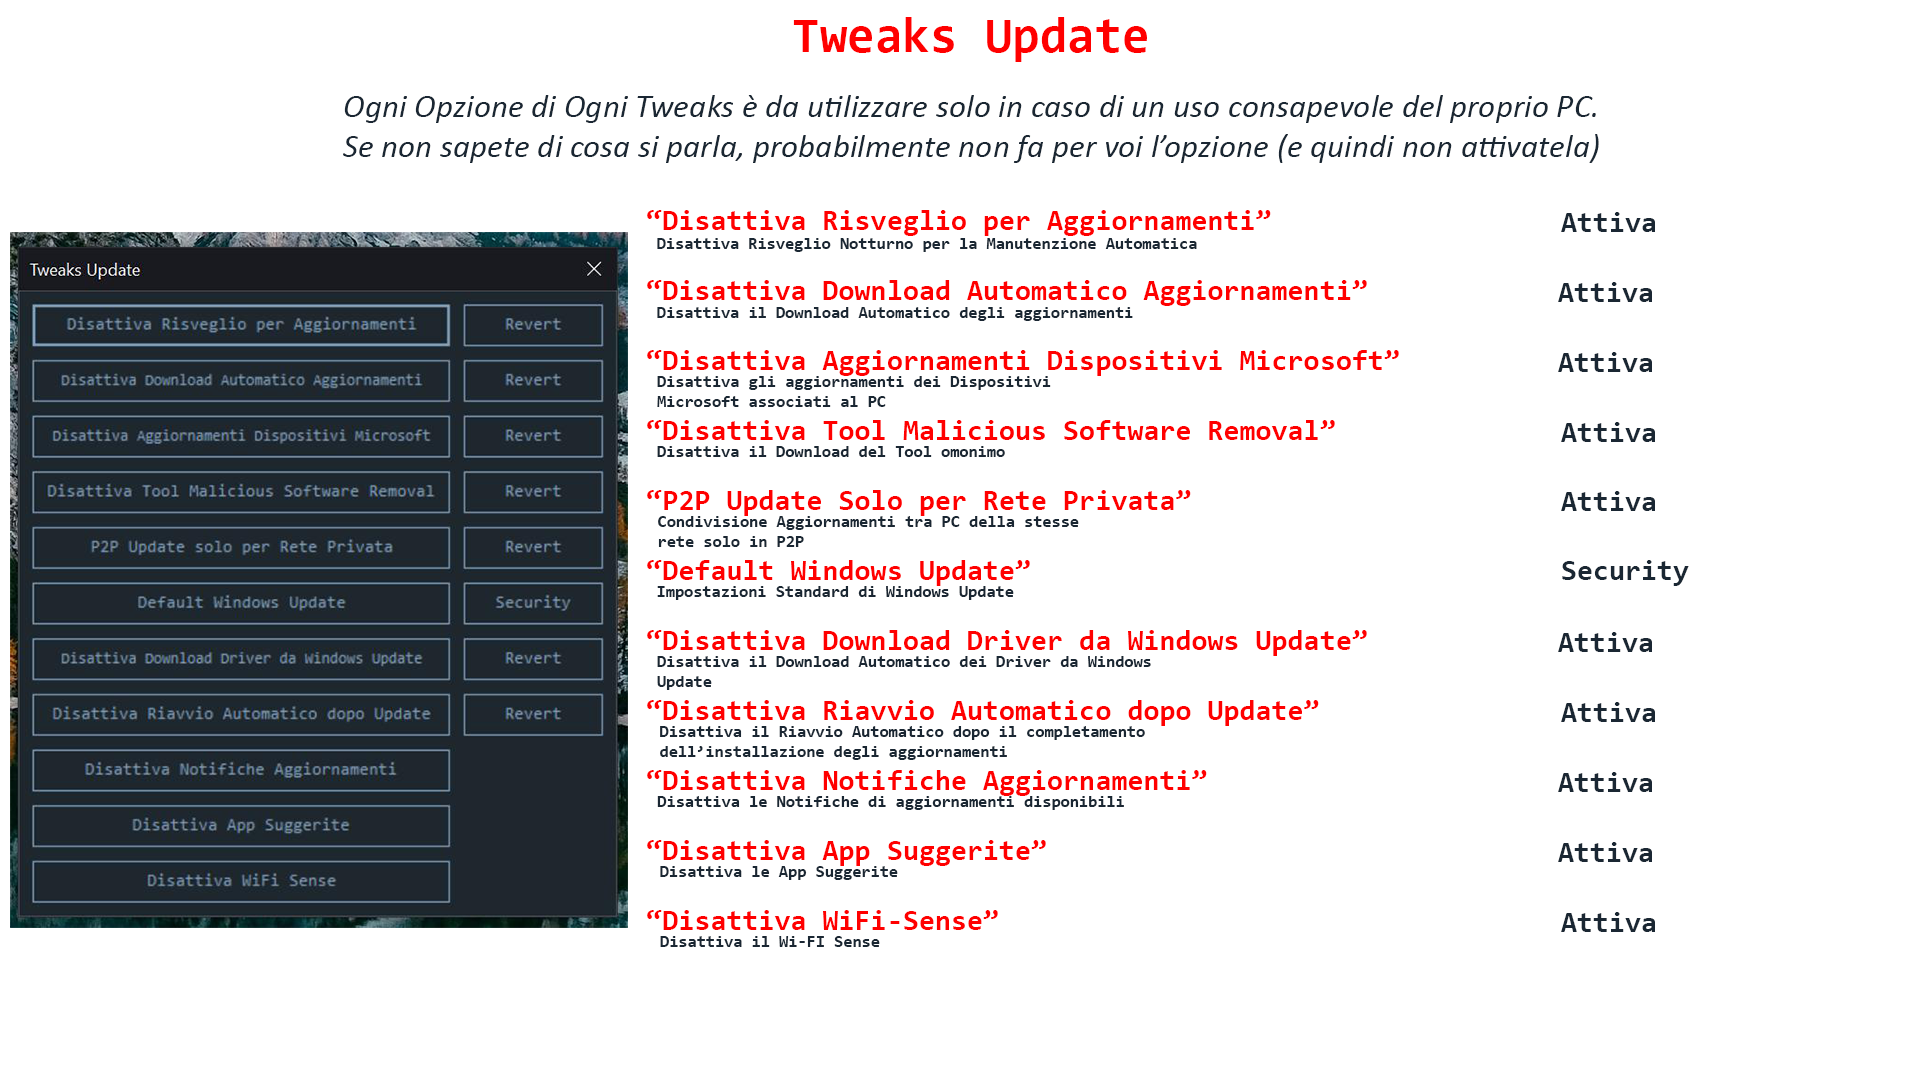 Tweaks Update
Ogni Opzione di Ogni Tweaks è da utilizzare solo in caso di un uso consapevole del proprio PC.
Se non sapete di cosa si parla, probabilmente non fa per voi l’opzione (e quindi non attivatela)
Tweaks Update
Disattiva Risveglio per Aggiornamenti Revert
Disattiva Download Automatico Aggiornamenti Revert
Disattiva Aggiornamenti Dispositivi Microsoft Revert
Disattiva Tool Malicious Software Removal Revert
P2P Update solo per Rete Privata Revert
Default Windows Update Security
Disattiva Download Driver da Windows Update Revert
Disattiva Riavvio Automatico dopo Update Revert
Disattiva Notifiche Aggiornamenti
Disattiva App Suggerite
Disattiva WiFi Sense
“Disattiva Risveglio per Aggiornamenti” Attiva
Disattiva Risveglio Notturno per la Manutenzione Automatica
“Disattiva Download Automatico Aggiornamenti” Attiva
Disattiva il Download Automatico degli aggiornamenti
“Disattiva Aggiornamenti Dispositivi Microsoft” Attiva
Disattiva gli aggiornamenti dei Dispositivi
Microsoft associati al PC
“Disattiva Tool Malicious Software Removal” Attiva
Disattiva il Download del Tool omonimo
“P2P Update Solo per Rete Privata” Attiva
Condivisione Aggiornamenti tra PC della stesse
rete solo in P2P
“Default Windows Update” Security
Impostazioni Standard di Windows Update
“Disattiva Download Driver da Windows Update” Attiva
Disattiva il Download Automatico dei Driver da Windows
Update
“Disattiva Riavvio Automatico dopo Update” Attiva
Disattiva il Riavvio Automatico dopo il completamento
dell’installazione degli aggiornamenti
“Disattiva Notifiche Aggiornamenti” Attiva
Disattiva le Notifiche di aggiornamenti disponibili
“Disattiva App Suggerite” Attiva
Disattiva le App Suggerite
“Disattiva WiFi-Sense” Attiva
Disattiva il Wi-FI Sense